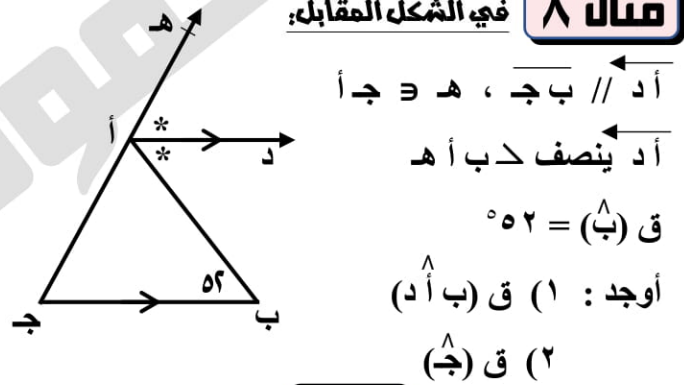 مثال ٨ في الشكل المقابل:
أ د // ب جـ ، هـ ∋ جـ أ
أ د ينصف > ب أ هـ
ق (ب^) = ٥٢°
أوجد : ١) ق (ب أ^ د)
٢) ق (جـ^)
هـ
أ
*
*
د
٥٢
جـ
ب